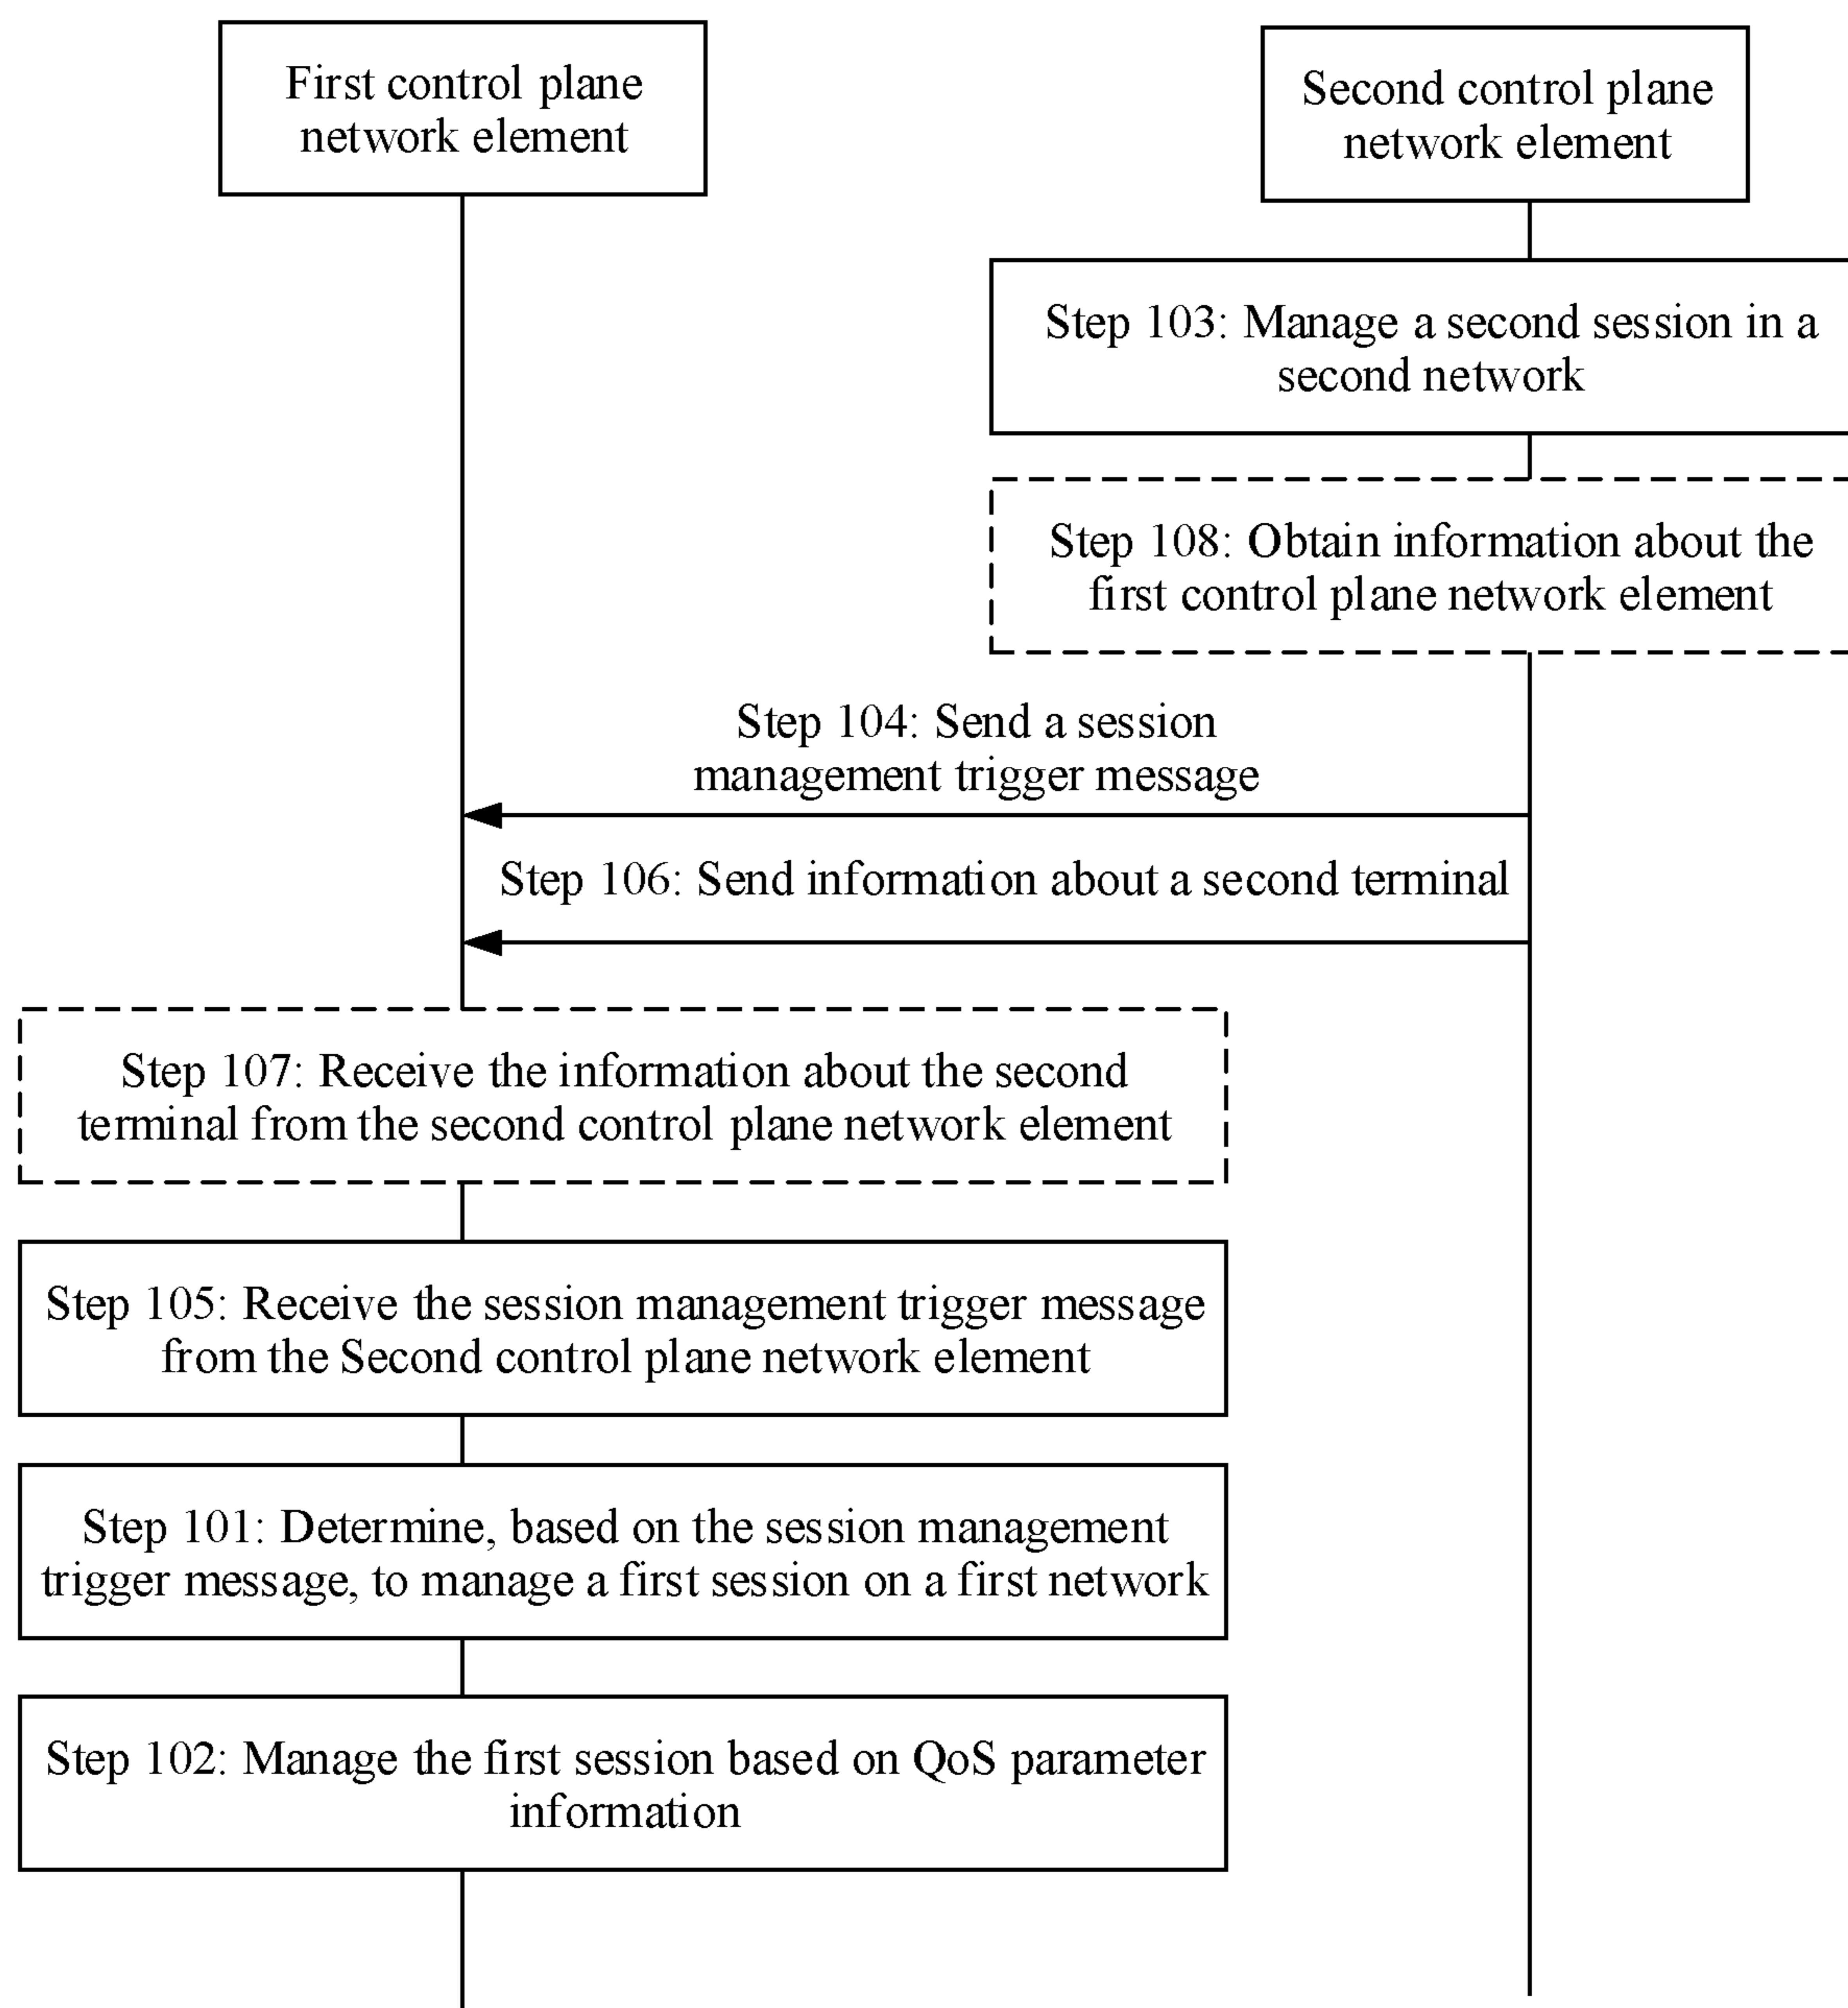 First control plane
network element
Second control plane
network element
Step 103: Manage a second session in a
second network
Step 108: Obtain information about the
first control plane network element
Step 104: Send a session
management trigger message
Step 106: Send information about a second terminal
Step 107: Receive the information about the second
terminal from the second control plane network element
Step 105: Receive the session management trigger message
from the Second control plane network element
Step 101: Determine, based on the session management
trigger message, to manage a first session on a first network
Step 102: Manage the first session based on QoS parameter
information